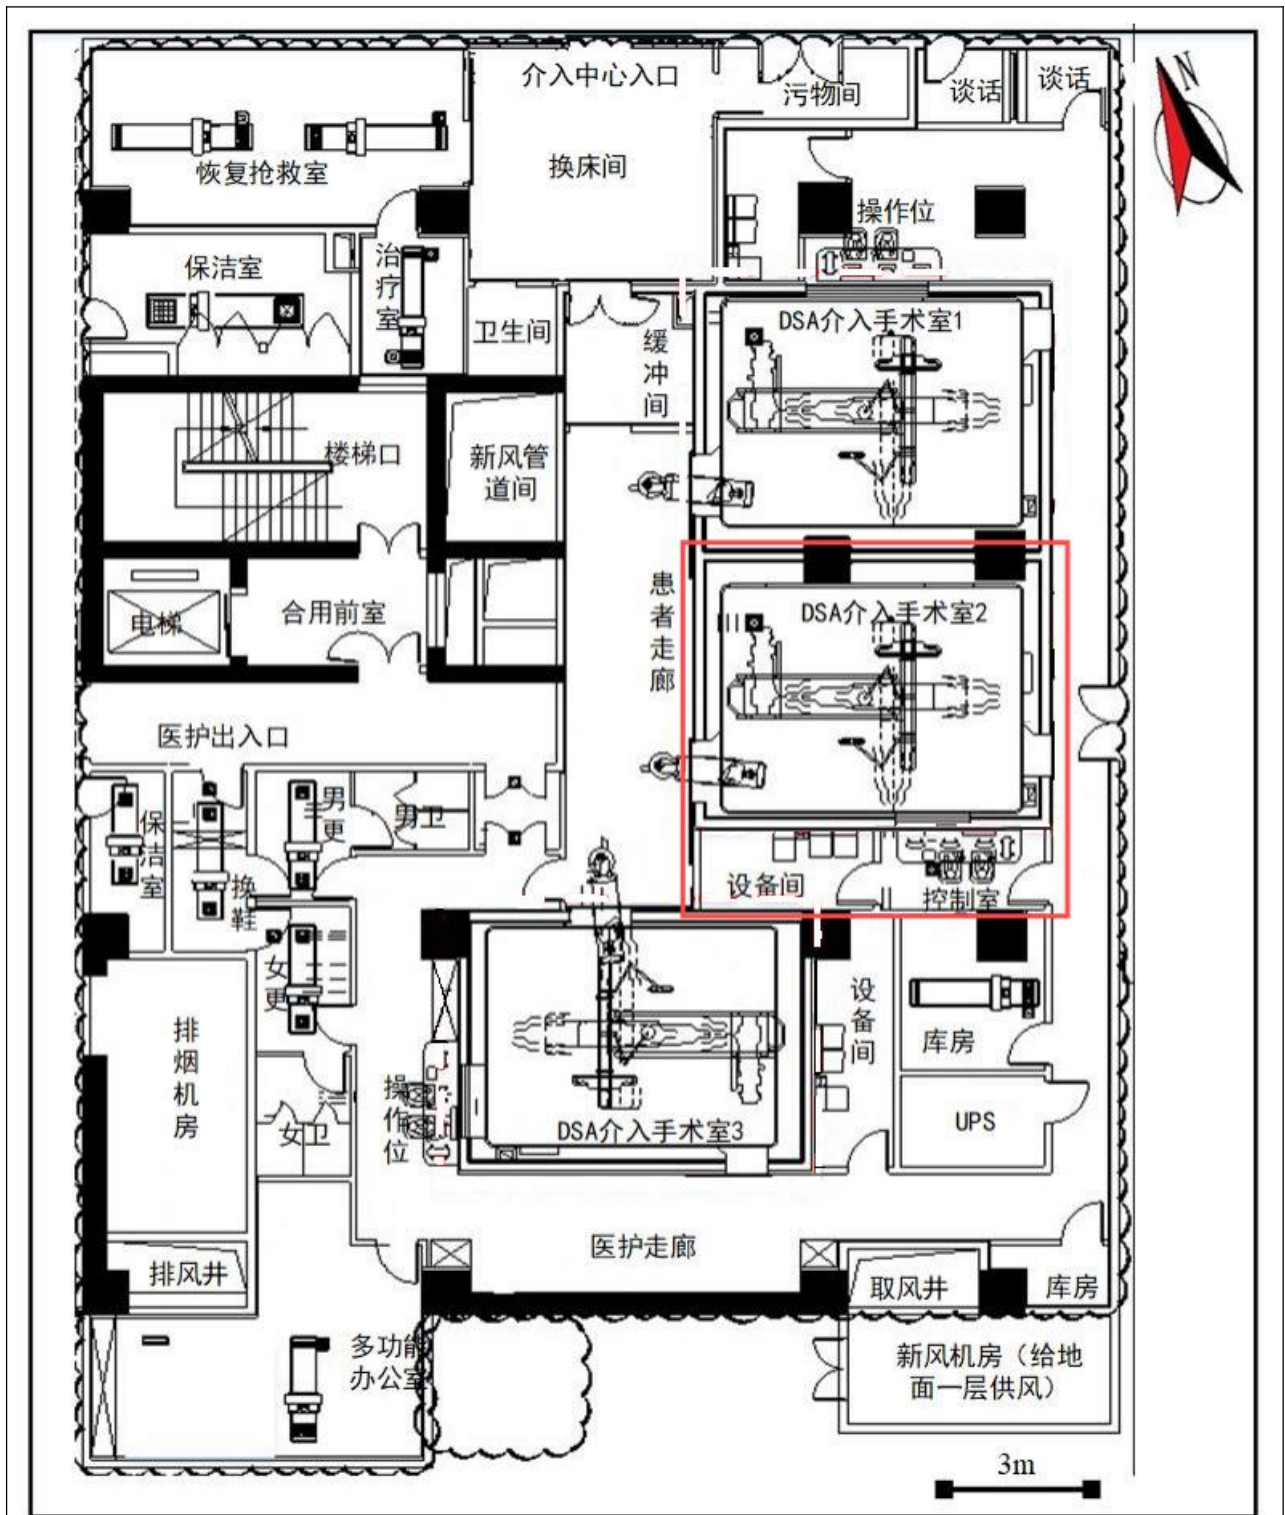 介入中心入口
污物间
谈话
谈话
N
恢复抢救室
换床间
操作位
保洁室
治
疗
室
卫生间
缓
冲
间
DSA介入手术室1
楼梯口
新风管
道间
患
者
走
廊
DSA介入手术室2
电梯
合用前室
医护出入口
保
洁
室
换
鞋
男
更
男卫
设备间
控制室
女
更
设
备
间
库房
排
烟
机
房
操
作
位
女卫
DSA介入手术室3
UPS
医护走廊
排风井
取风井
库房
多功能
办公室
新风机房（给地
面一层供风）
3m